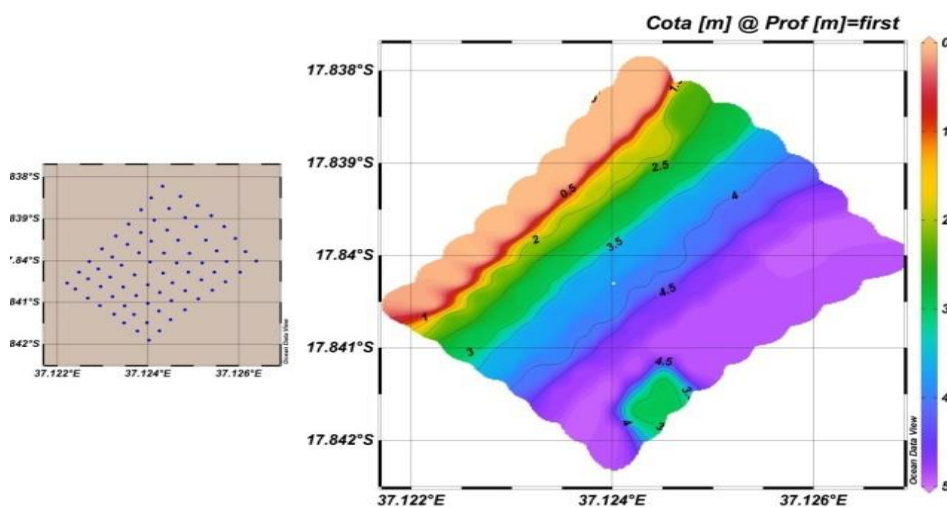 Cota [m] @ Prof [m]=first
838°S
839°S
84°S
841°S
842°S
37.122°E
37.124°E
37.126°E
Ocean Data View
17.838°S
17.839°S
17.84°S
17.841°S
17.842°S
37.122°E
37.124°E
37.126°E
0.5
2.5
2
4
3.5
4.5
1
3
4.5
4
3
Ocean Data View
0
1
2
3
4
5